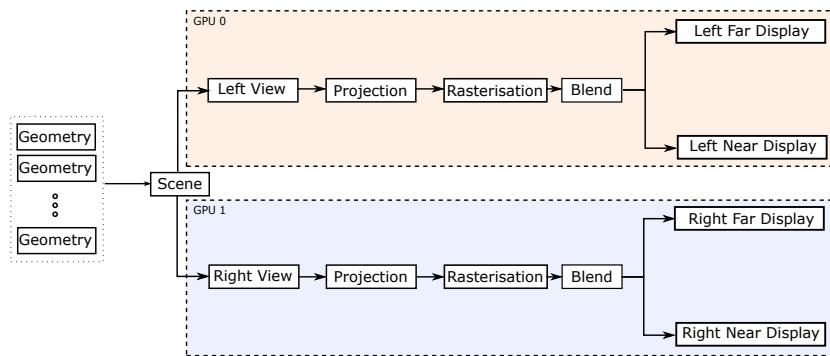 GPU 0
Left Far Display
Left View
Projection
Rasterisation
Blend
Left Near Display
Geometry
Geometry
Geometry
Scene
GPU 1
Right Far Display
Right View
Projection
Rasterisation
Blend
Right Near Display